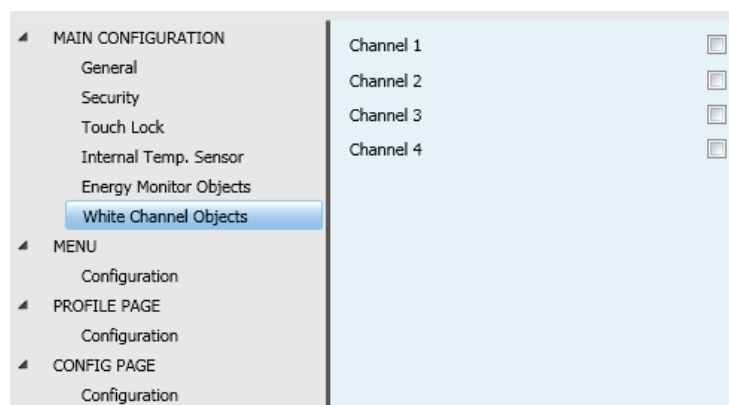 MAIN CONFIGURATION
General
Security
Touch Lock
Internal Temp. Sensor
Energy Monitor Objects
White Channel Objects
MENU
Configuration
PROFILE PAGE
Configuration
CONFIG PAGE
Configuration
Channel 1
Channel 2
Channel 3
Channel 4